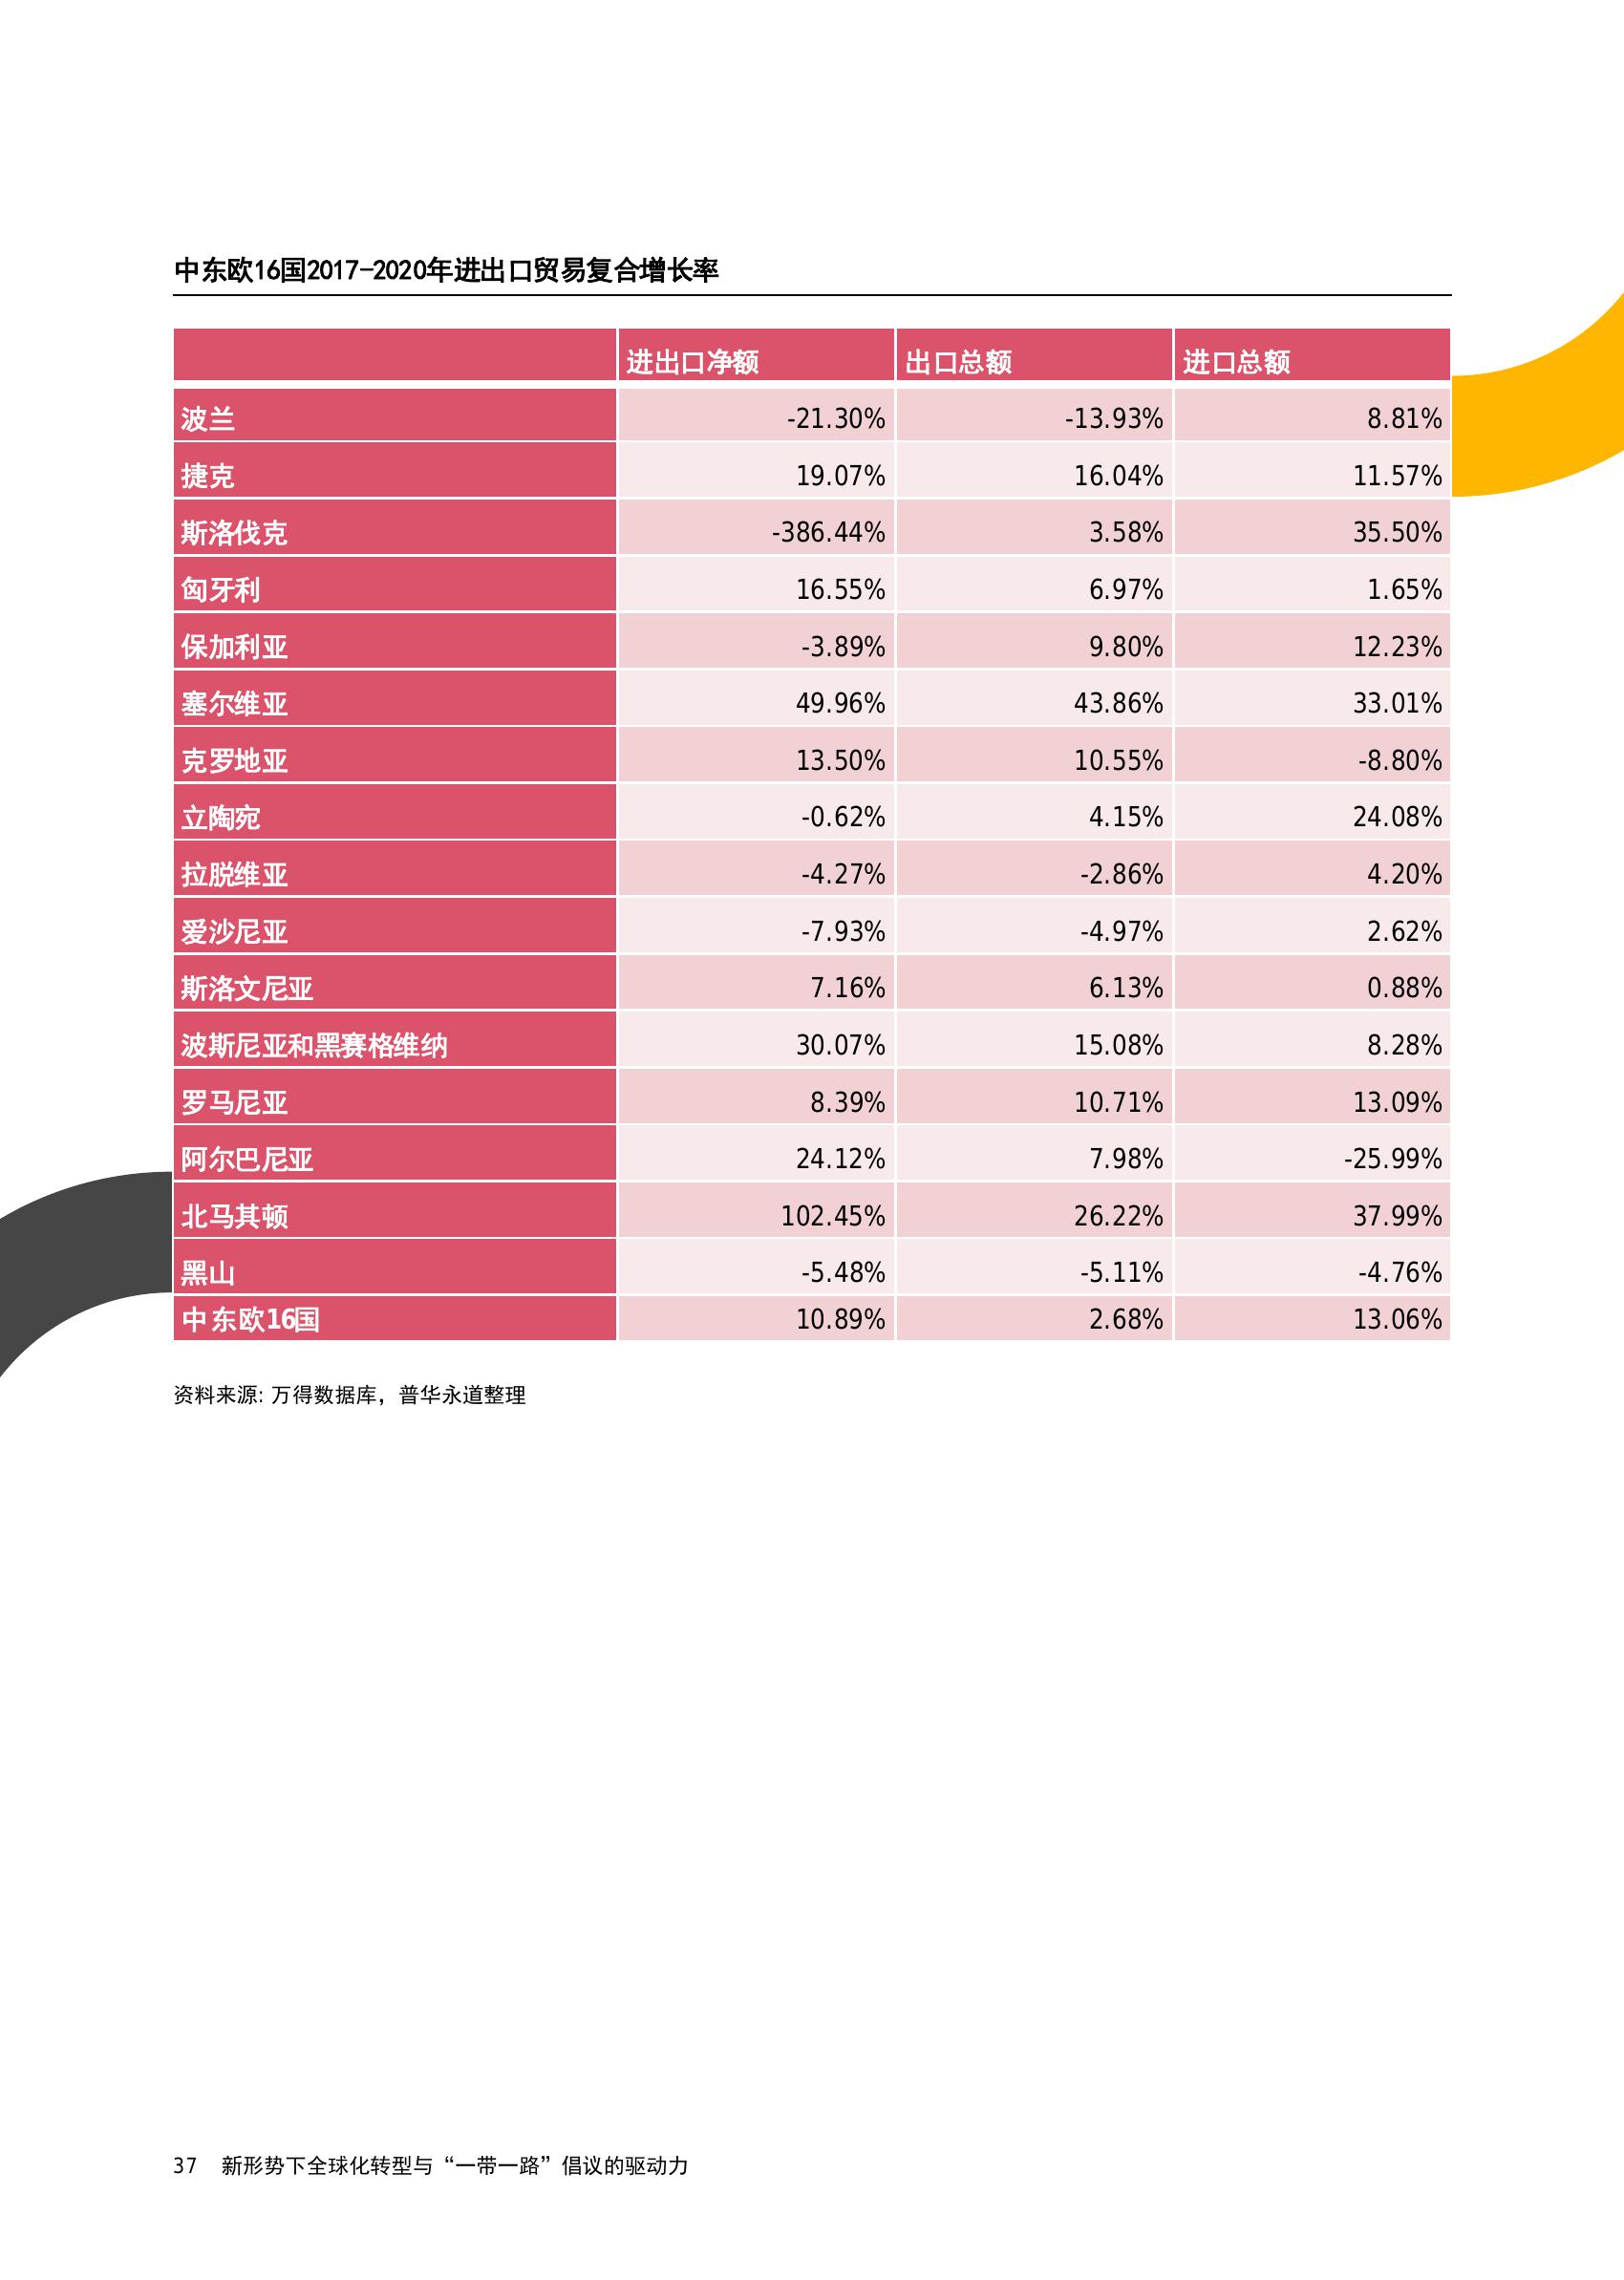 中东欧16国2017-2020年进出口贸易复合增长率
进出口净额 出口总额 进口总额
波兰 -21.30% -13.93% 8.81%
捷克 19.07% 16.04% 11.57%
斯洛伐克 -386.44% 3.58% 35.50%
匈牙利 16.55% 6.97% 1.65%
保加利亚 -3.89% 9.80% 12.23%
塞尔维亚 49.96% 43.86% 33.01%
克罗地亚 13.50% 10.55% -8.80%
立陶宛 -0.62% 4.15% 24.08%
拉脱维亚 -4.27% -2.86% 4.20%
爱沙尼亚 -7.93% -4.97% 2.62%
斯洛文尼亚 7.16% 6.13% 0.88%
波斯尼亚和黑赛格维纳 30.07% 15.08% 8.28%
罗马尼亚 8.39% 10.71% 13.09%
阿尔巴尼亚 24.12% 7.98% -25.99%
北马其顿 102.45% 26.22% 37.99%
黑山 -5.48% -5.11% -4.76%
中东欧16国 10.89% 2.68% 13.06%
资料来源: 万得数据库，普华永道整理
37 新形势下全球化转型与“一带一路”倡议的驱动力